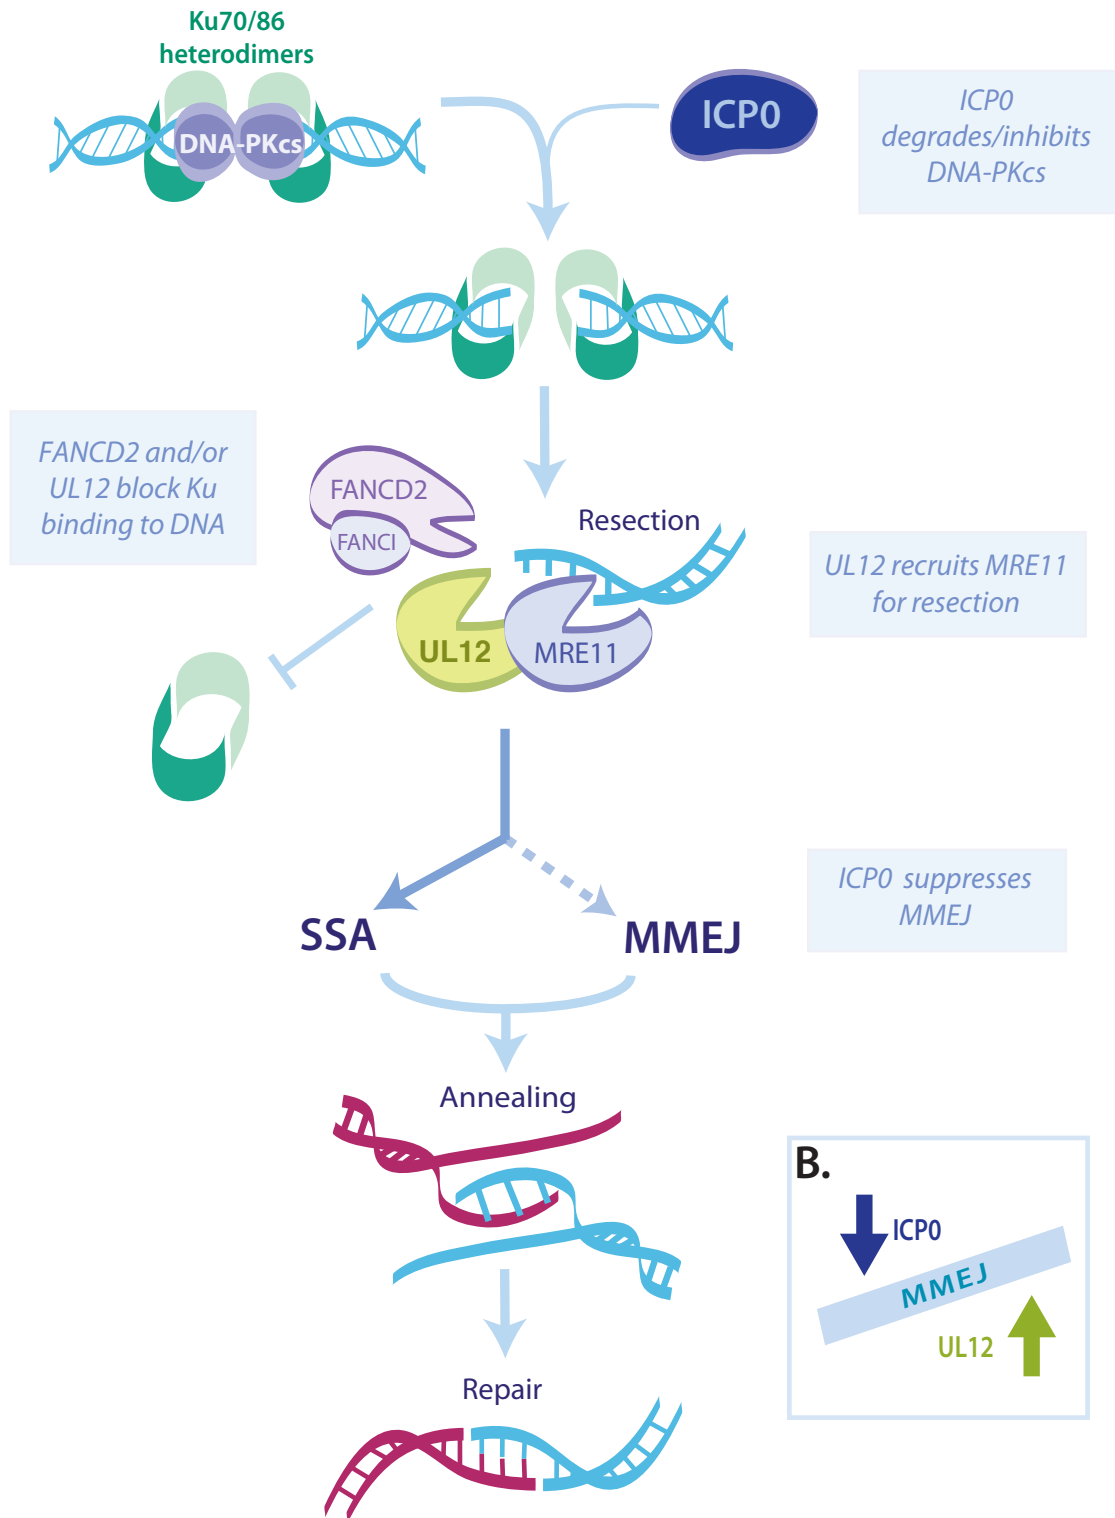 Ku70/86
heterodimers
DNA-PKcs
ICP0
ICP0
degrades/inhibits
DNA-PKcs
FANCD2 and/or
UL12 block Ku
binding to DNA
FANCD2
FANCI
Resection
UL12
MRE11
UL12 recruits MRE11
for resection
SSA
MMEJ
ICP0 suppresses
MMEJ
Annealing
B.
ICP0
MMEJ
UL12
Repair